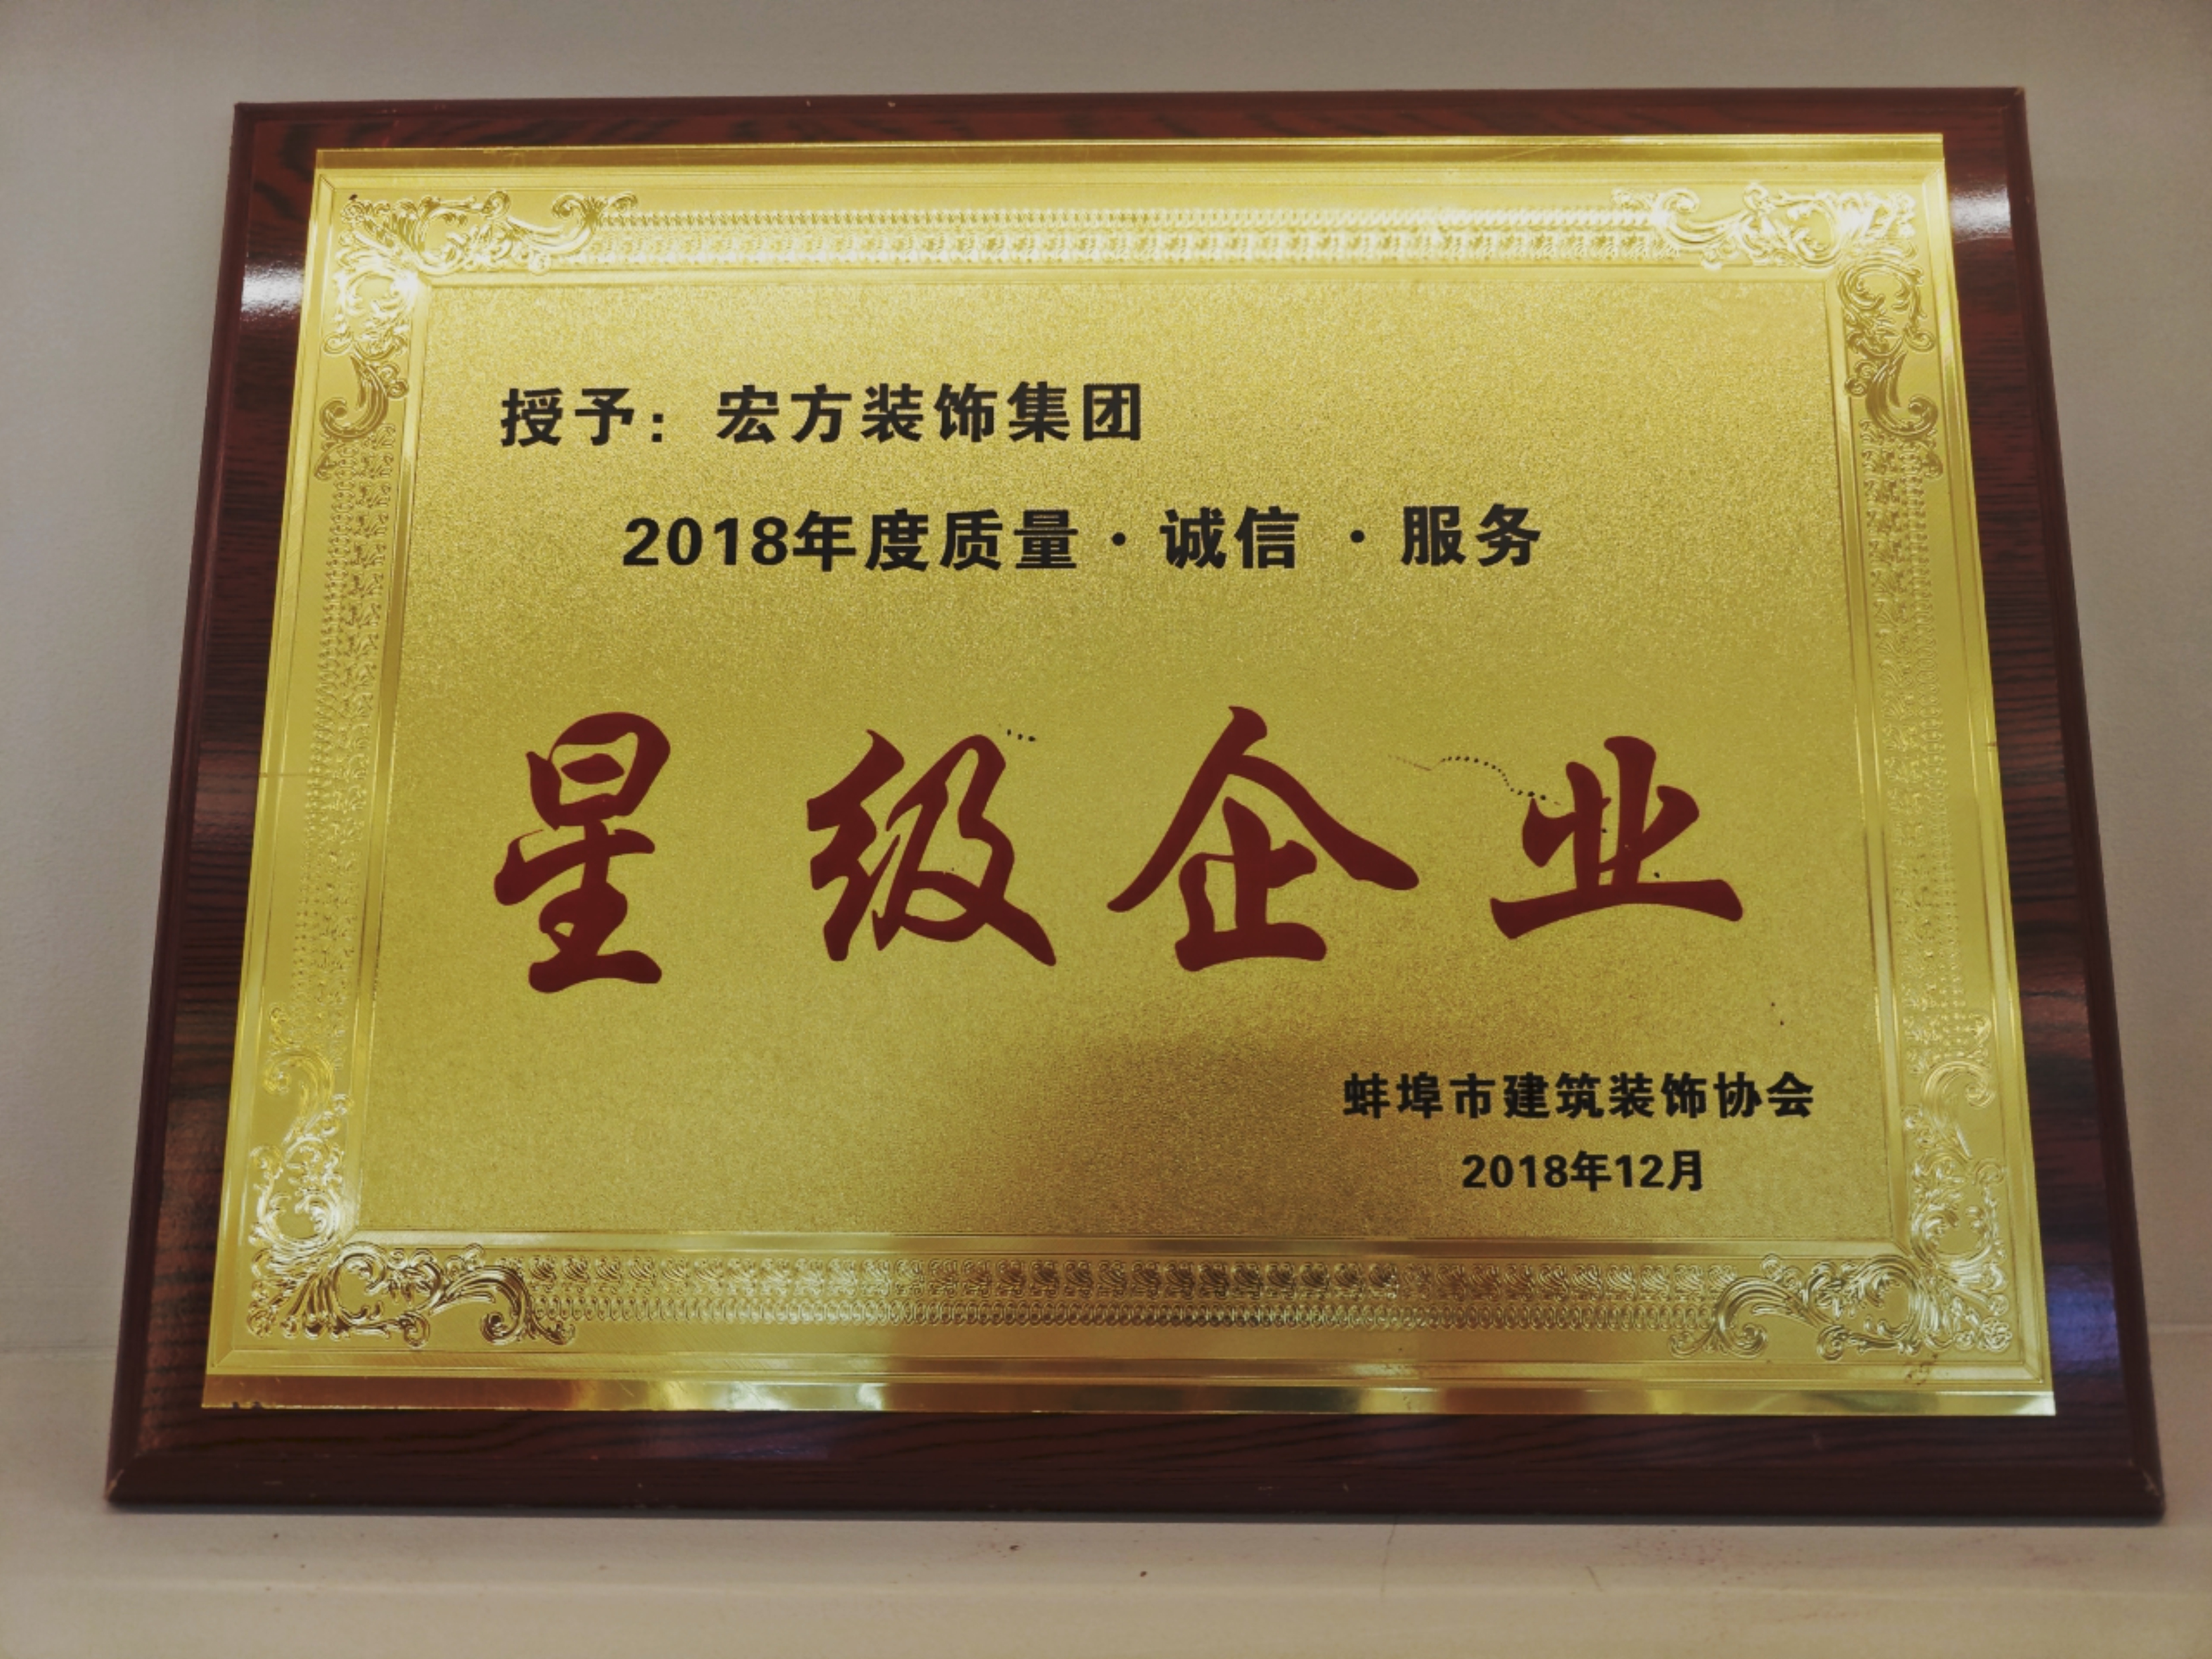 授予：宏方装饰集团
2018年度质量·诚信·服务
星级企业
蚌埠市建筑装饰协会
2018年12月